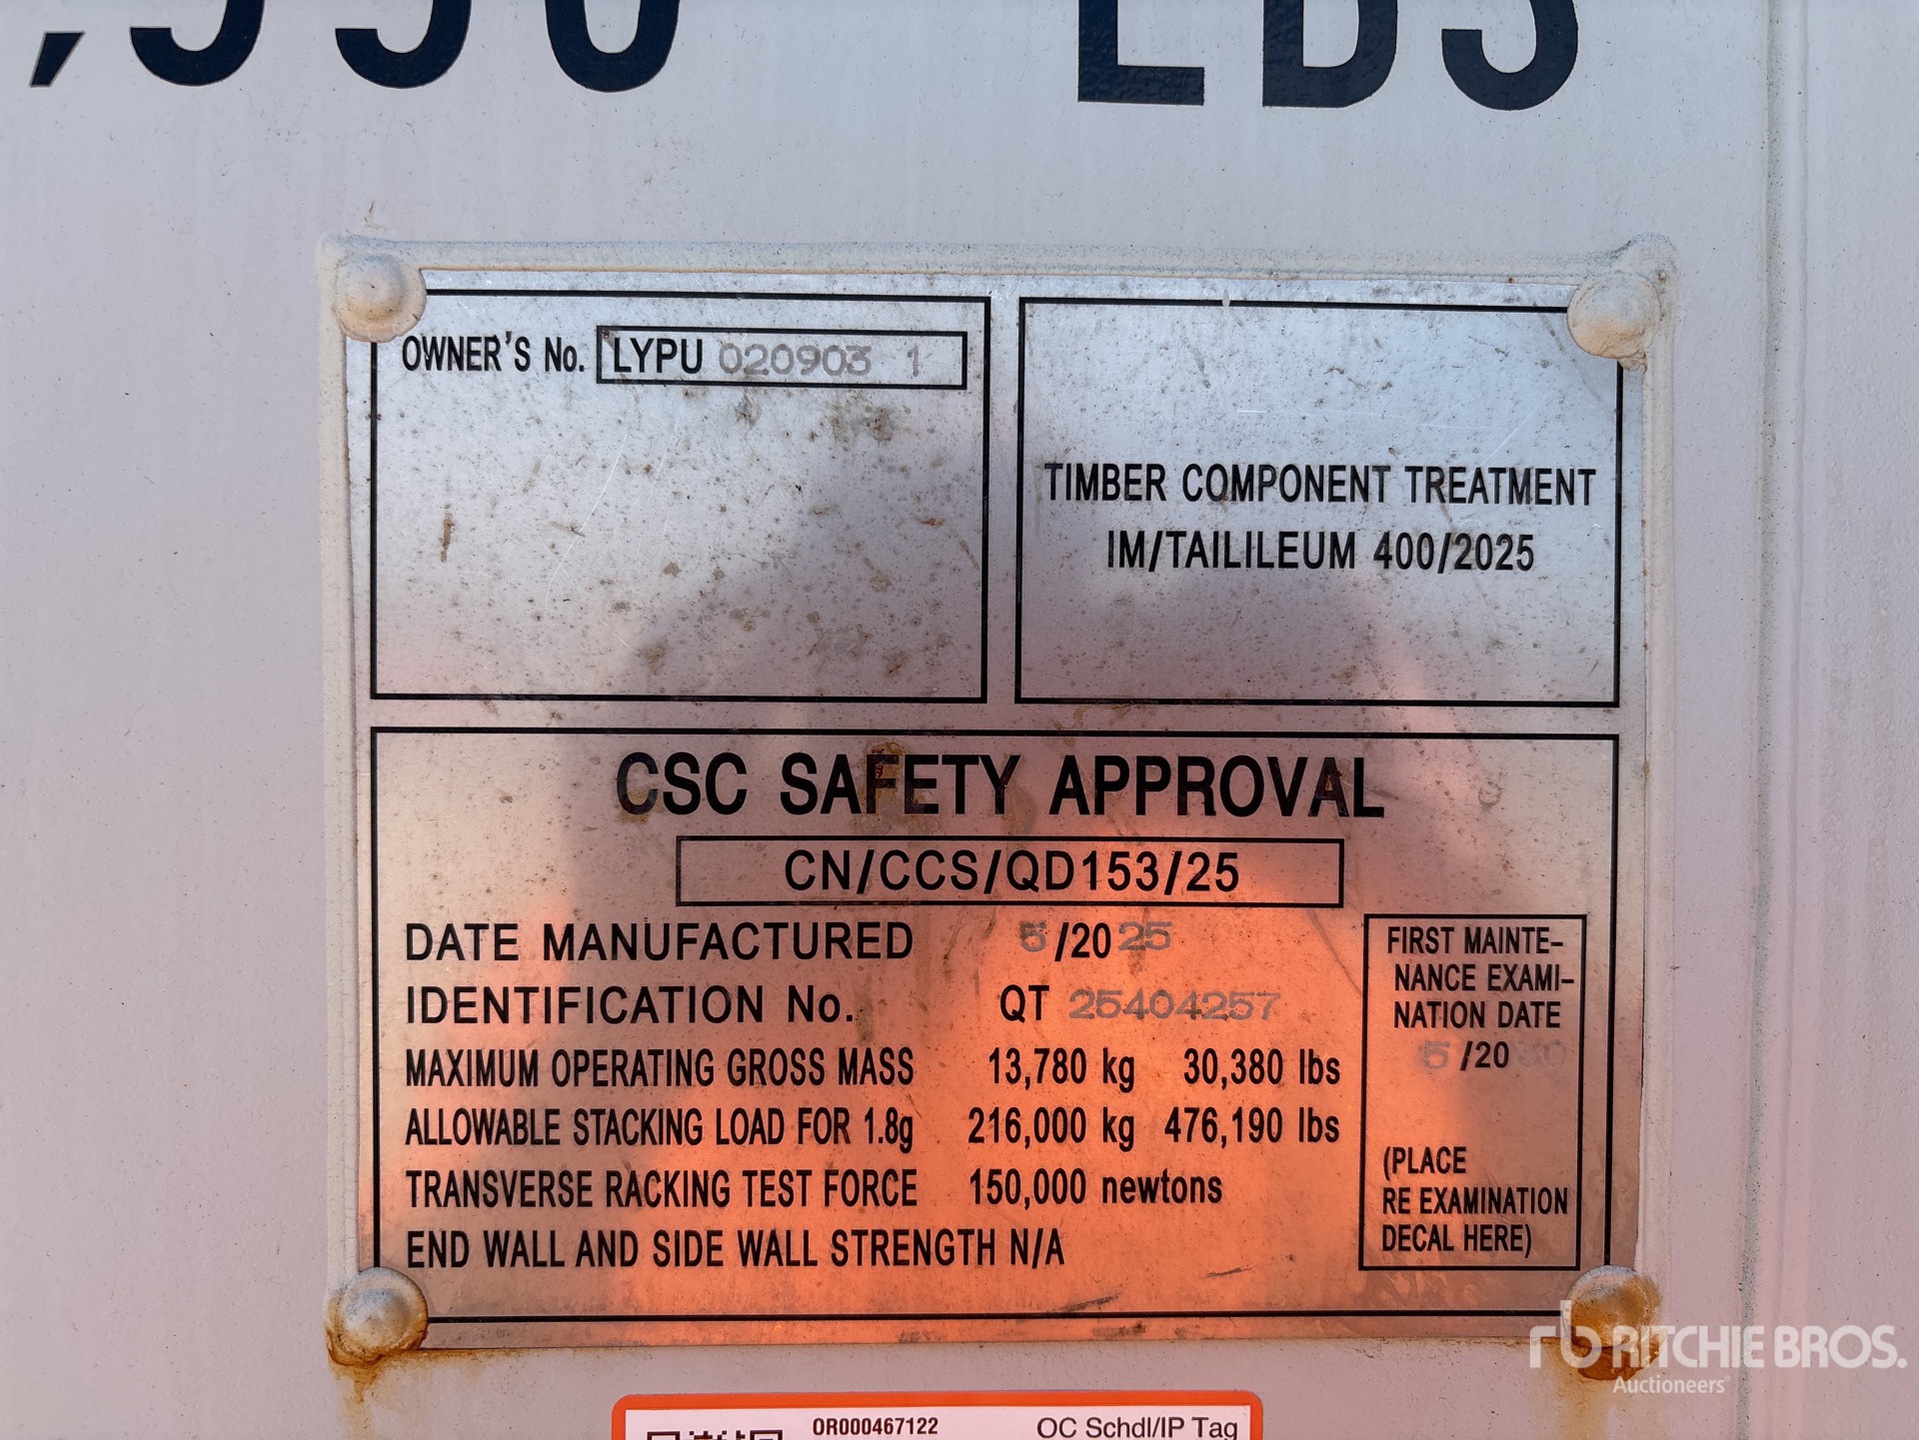 ,550 LBS
OWNER'S No. LYPU 020903 1
TIMBER COMPONENT TREATMENT
IM/TAILILEUM 400/2025
CSC SAFETY APPROVAL
CN/CCS/QD153/25
DATE MANUFACTURED 5/2025
IDENTIFICATION No. QT 25404257
MAXIMUM OPERATING GROSS MASS 13,780 kg 30,380 lbs
ALLOWABLE STACKING LOAD FOR 1.8g 216,000 kg 476,190 lbs
TRANSVERSE RACKING TEST FORCE 150,000 newtons
END WALL AND SIDE WALL STRENGTH N/A
FIRST MAINTE-
NANCE EXAMI-
NATION DATE
5/2030
(PLACE
RE EXAMINATION
DECAL HERE)
rb RITCHIE BROS.
Auctioneers
OR000467122 OC Schdl/IP Tag